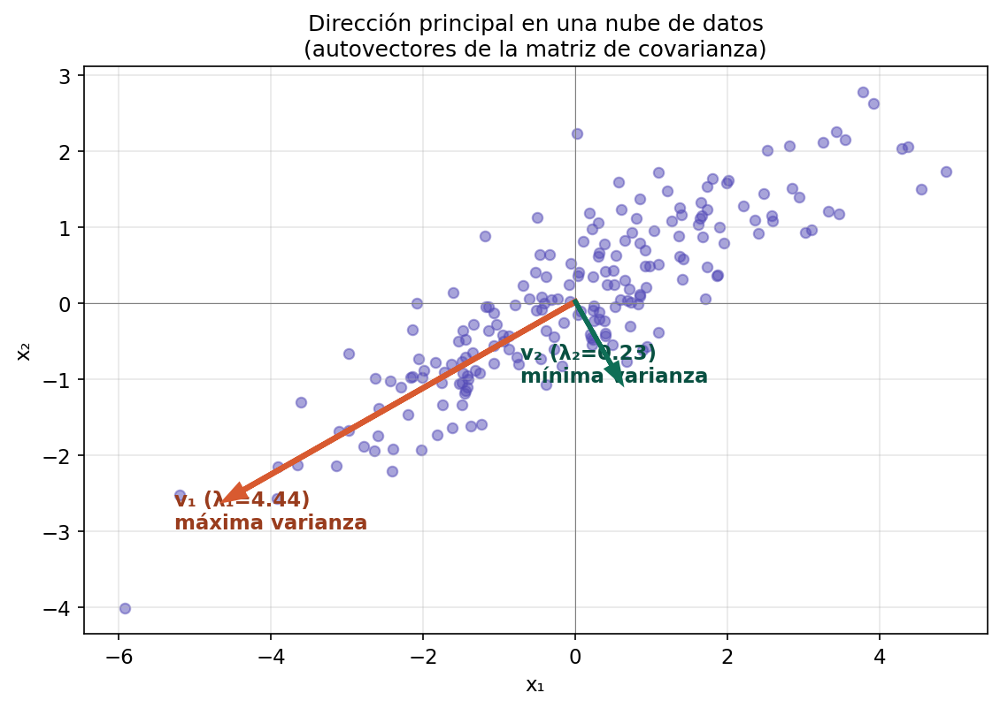 Dirección principal en una nube de datos
(autovectores de la matriz de covarianza)
3
2
1
0
−1
−2
−3
−4
x₂
v₂ (λ₂=0.23)
mínima varianza
v₁ (λ₁=4.44)
máxima varianza
−6
−4
−2
0
2
4
x₁